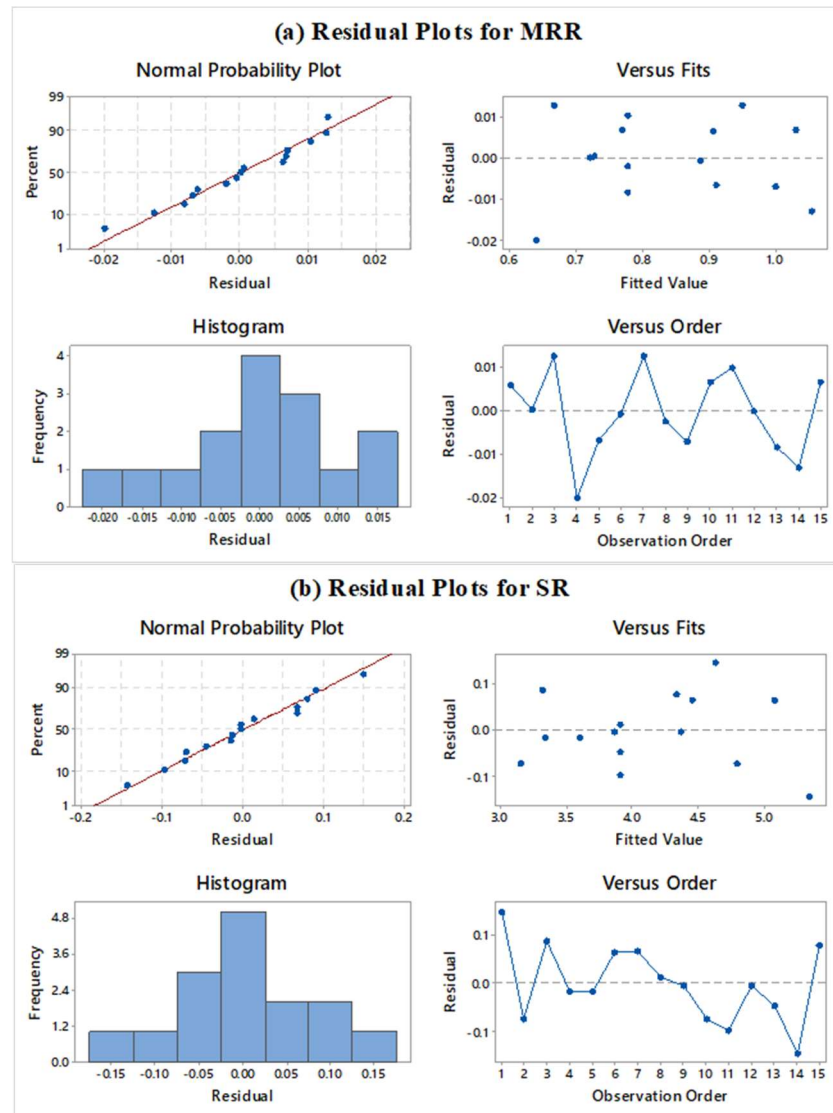 (a) Residual Plots for MRR
Normal Probability Plot
99
90
50
10
1
Percent
-0.02 -0.01 0.00 0.01 0.02
Residual
Versus Fits
0.01
0.00
-0.01
-0.02
Residual
0.6 0.7 0.8 0.9 1.0
Fitted Value
Histogram
4
3
2
1
0
Frequency
-0.020 -0.015 -0.010 -0.005 0.000 0.005 0.010 0.015
Residual
Versus Order
0.01
0.00
-0.01
-0.02
Residual
1 2 3 4 5 6 7 8 9 10 11 12 13 14 15
Observation Order
(b) Residual Plots for SR
Normal Probability Plot
99
90
50
10
1
Percent
-0.2 -0.1 0.0 0.1 0.2
Residual
Versus Fits
0.1
0.0
-0.1
Residual
3.0 3.5 4.0 4.5 5.0
Fitted Value
Histogram
4.8
3.6
2.4
1.2
0.0
Frequency
-0.15 -0.10 -0.05 0.00 0.05 0.10 0.15
Residual
Versus Order
0.1
0.0
-0.1
Residual
1 2 3 4 5 6 7 8 9 10 11 12 13 14 15
Observation Order